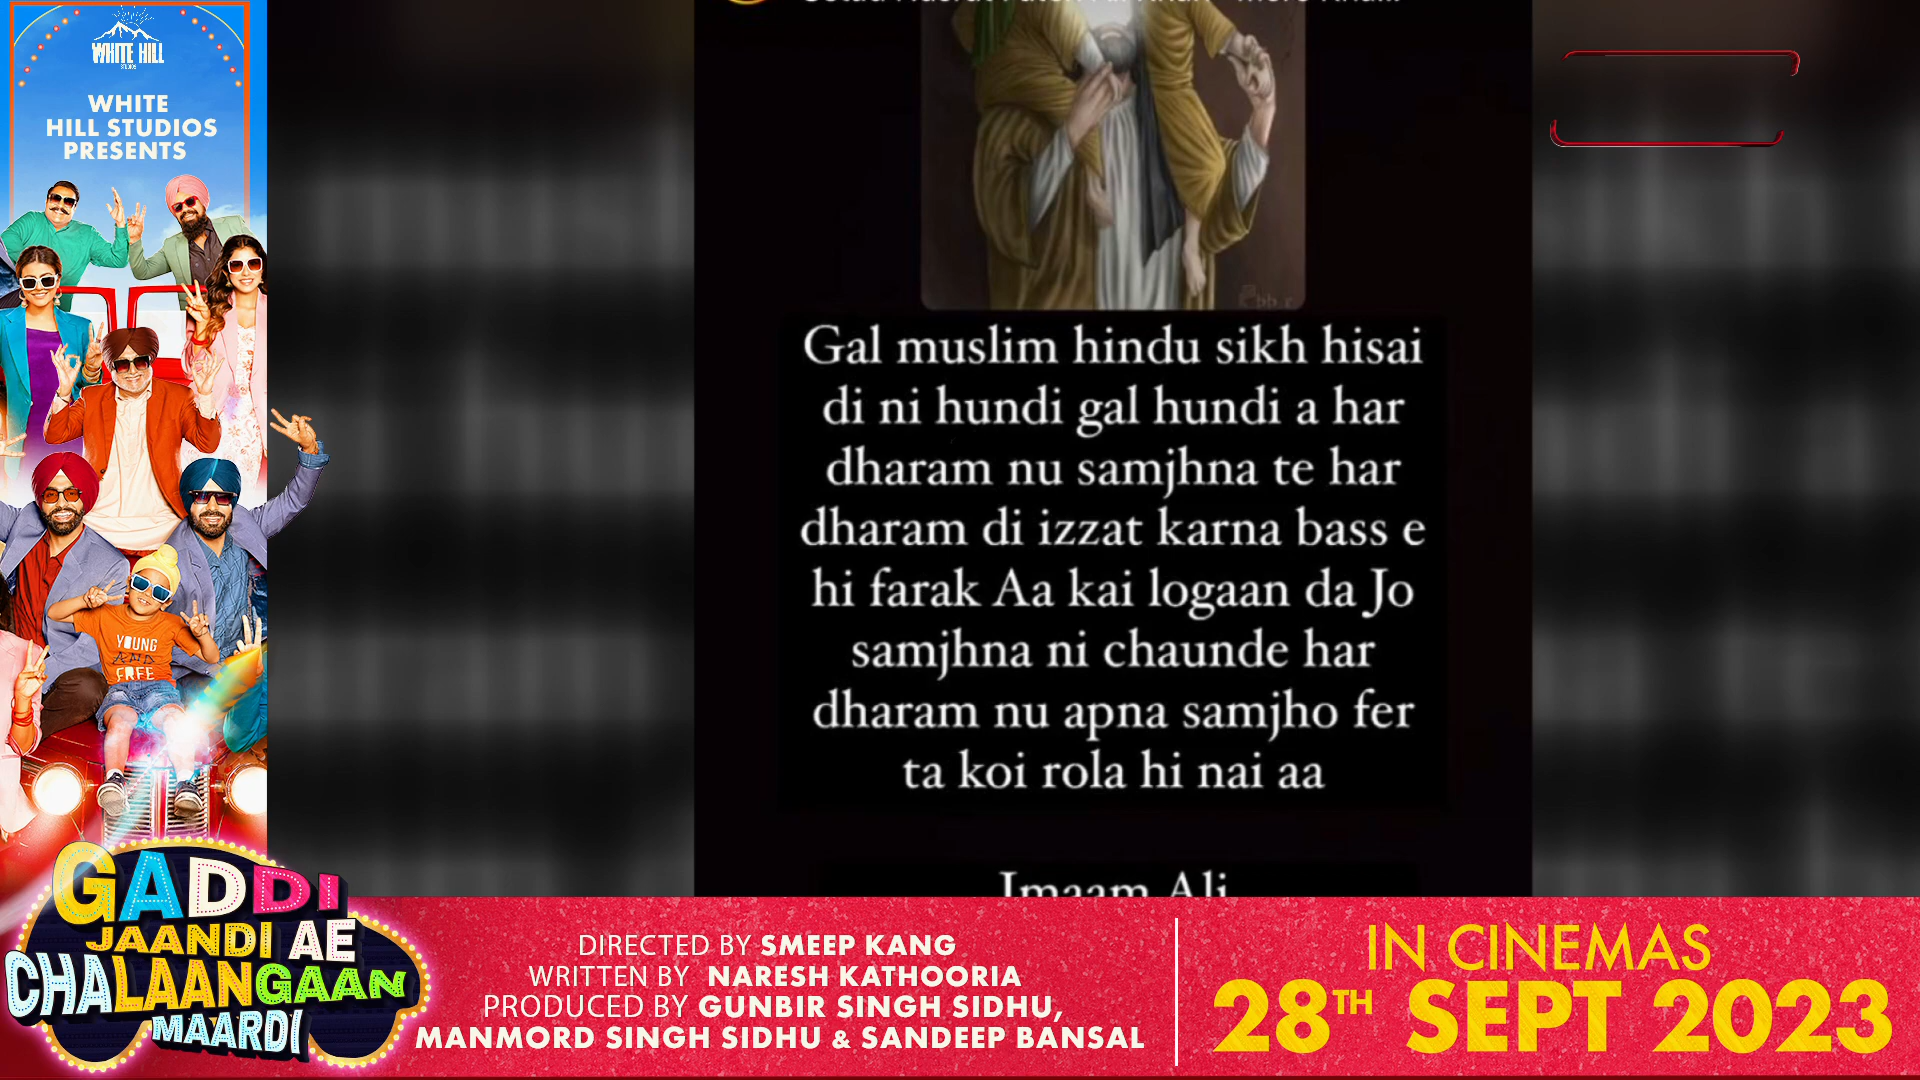 WHITE HILL
STUDIOS
WHITE
HILL STUDIOS
PRESENTS
YOUNG
AND
FREE
Gal muslim hindu sikh hisai
di ni hundi gal hundi a har
dharam nu samjhna te har
dharam di izzat karna bass e
hi farak Aa kai logaan da Jo
samjhna ni chaunde har
dharam nu apna samjho fer
ta koi rola hi nai aa
Imaam Ali
GADDI
JAANDI AE
CHALAANGAAN
MAARDI
DIRECTED BY SMEEP KANG
WRITTEN BY NARESH KATHOORIA
PRODUCED BY GUNBIR SINGH SIDHU,
MANMORD SINGH SIDHU & SANDEEP BANSAL
IN CINEMAS
28TH SEPT 2023